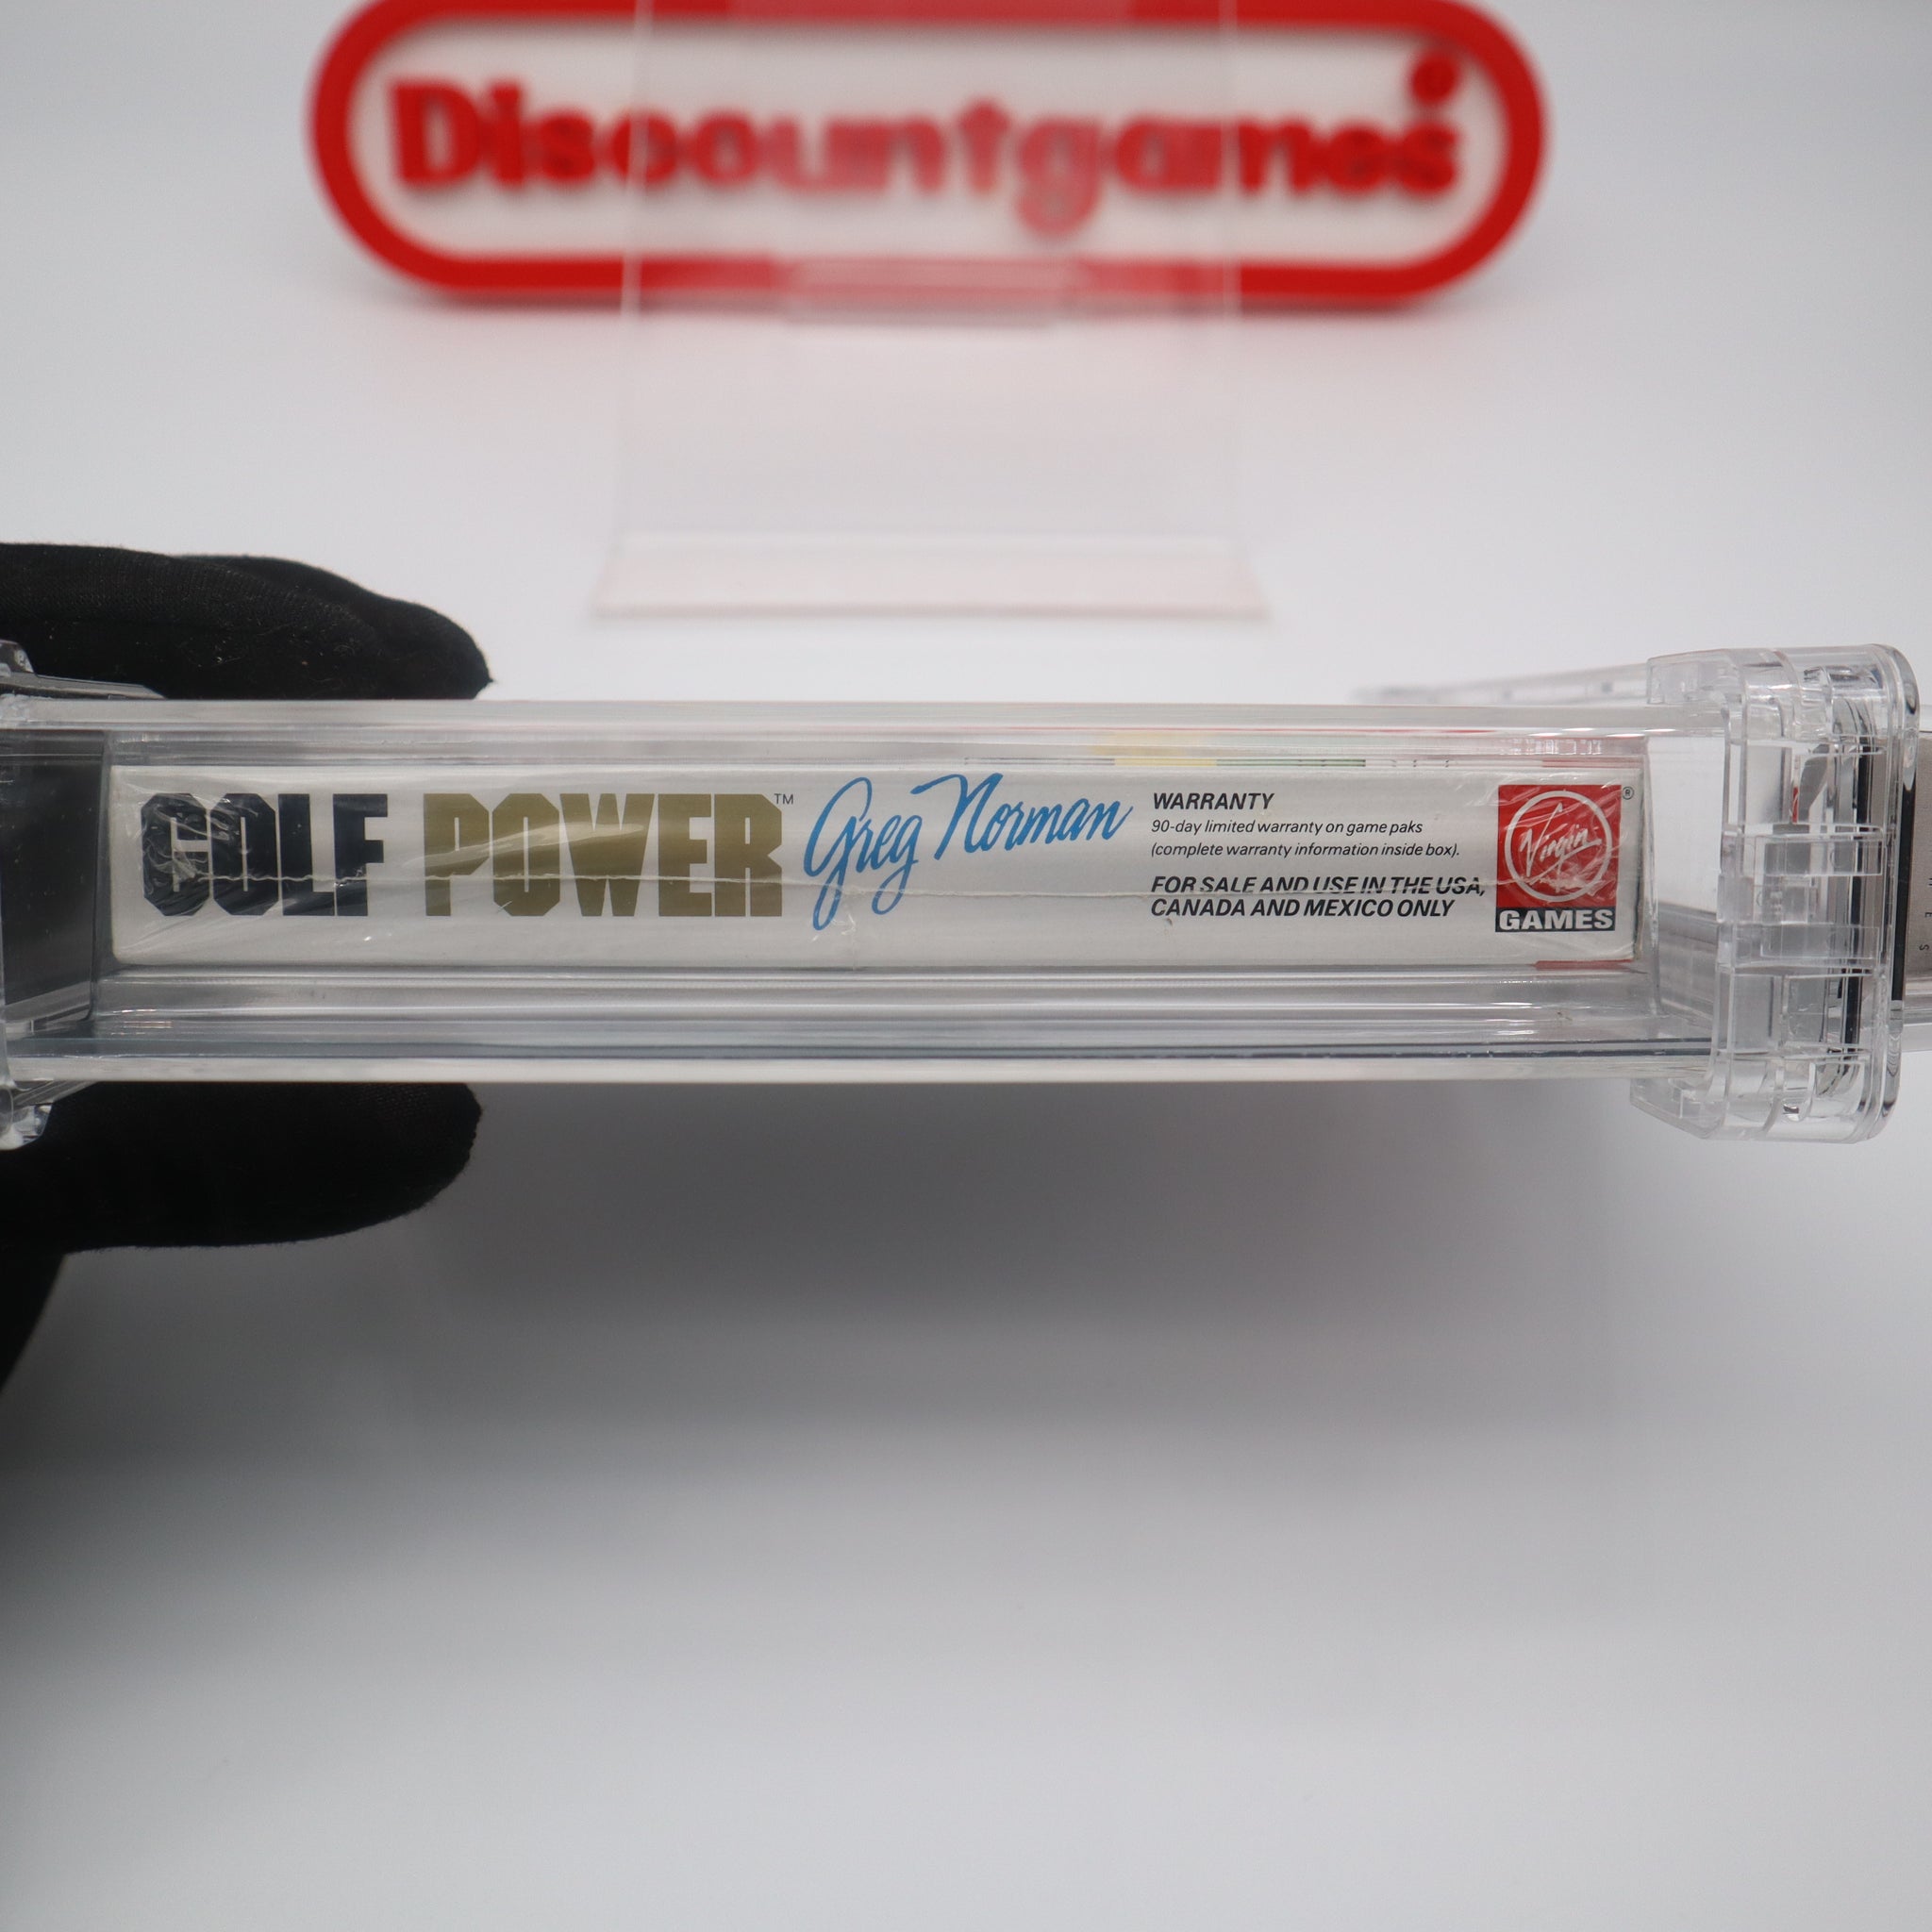 Discountgames
GOLF POWER™ Greg Norman
WARRANTY
90-day limited warranty on game paks
(complete warranty information inside box).
FOR SALE AND USE IN THE USA,
CANADA AND MEXICO ONLY
Virgin ®
GAMES